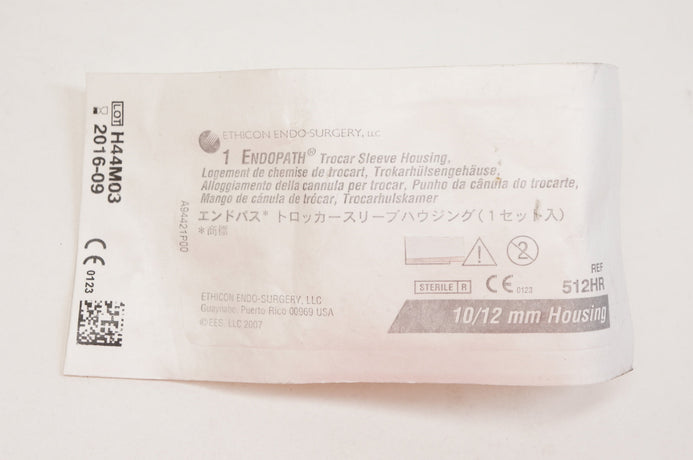 LOT H44M03
2016-09
CE 0123
ETHICON ENDO-SURGERY, LLC
1 ENDOPATH® Trocar Sleeve Housing,
Logement de chemise de trocart, Trokarhülsengehäuse,
Alloggiamento della cannula per trocar, Punho da cânula do trocarte,
Mango de cánula de trócar, Trocarhulskamer
エンドパス* トロッカースリーブハウジング(1セット入)
*商標
A94421P00
2
STERILE R CE 0123
REF
512HR
10/12 mm Housing
ETHICON ENDO-SURGERY, LLC
Guaynabo, Puerto Rico 00969 USA
©EES, LLC 2007